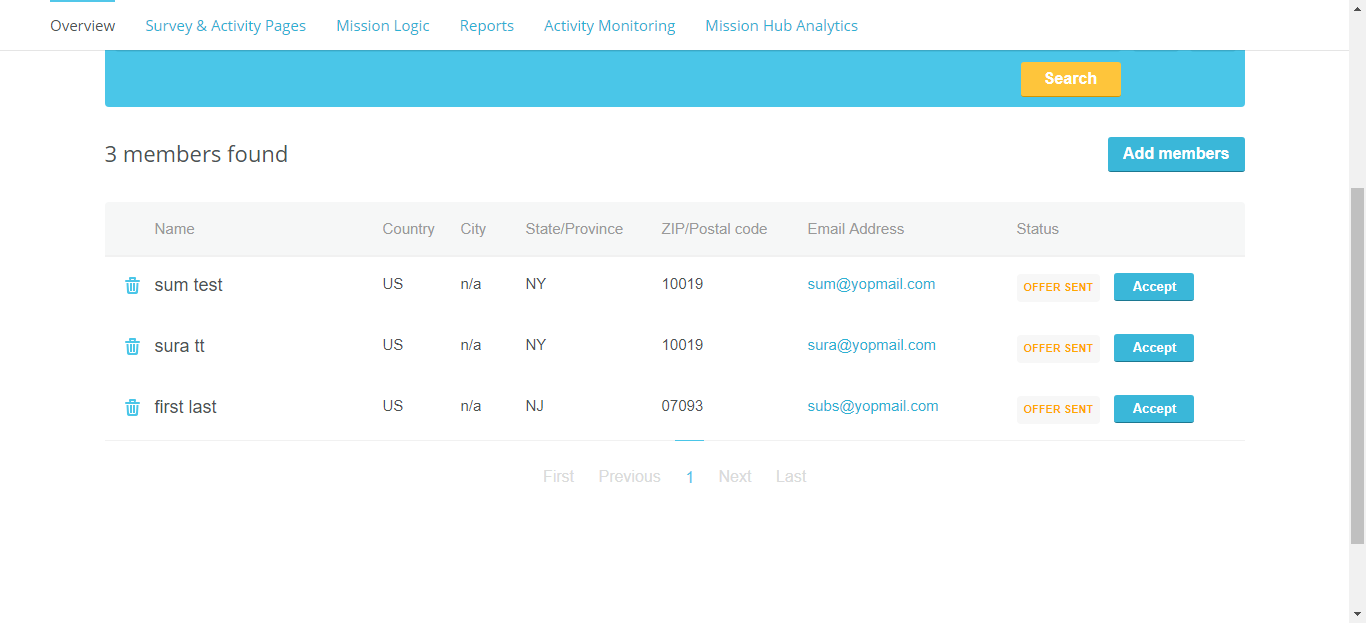 Overview Survey & Activity Pages Mission Logic Reports Activity Monitoring Mission Hub Analytics
Search
3 members found
Add members
Name Country City State/Province ZIP/Postal code Email Address Status
sum test US n/a NY 10019 sum@yopmail.com OFFER SENT Accept
sura tt US n/a NY 10019 sura@yopmail.com OFFER SENT Accept
first last US n/a NJ 07093 subs@yopmail.com OFFER SENT Accept
First Previous 1 Next Last